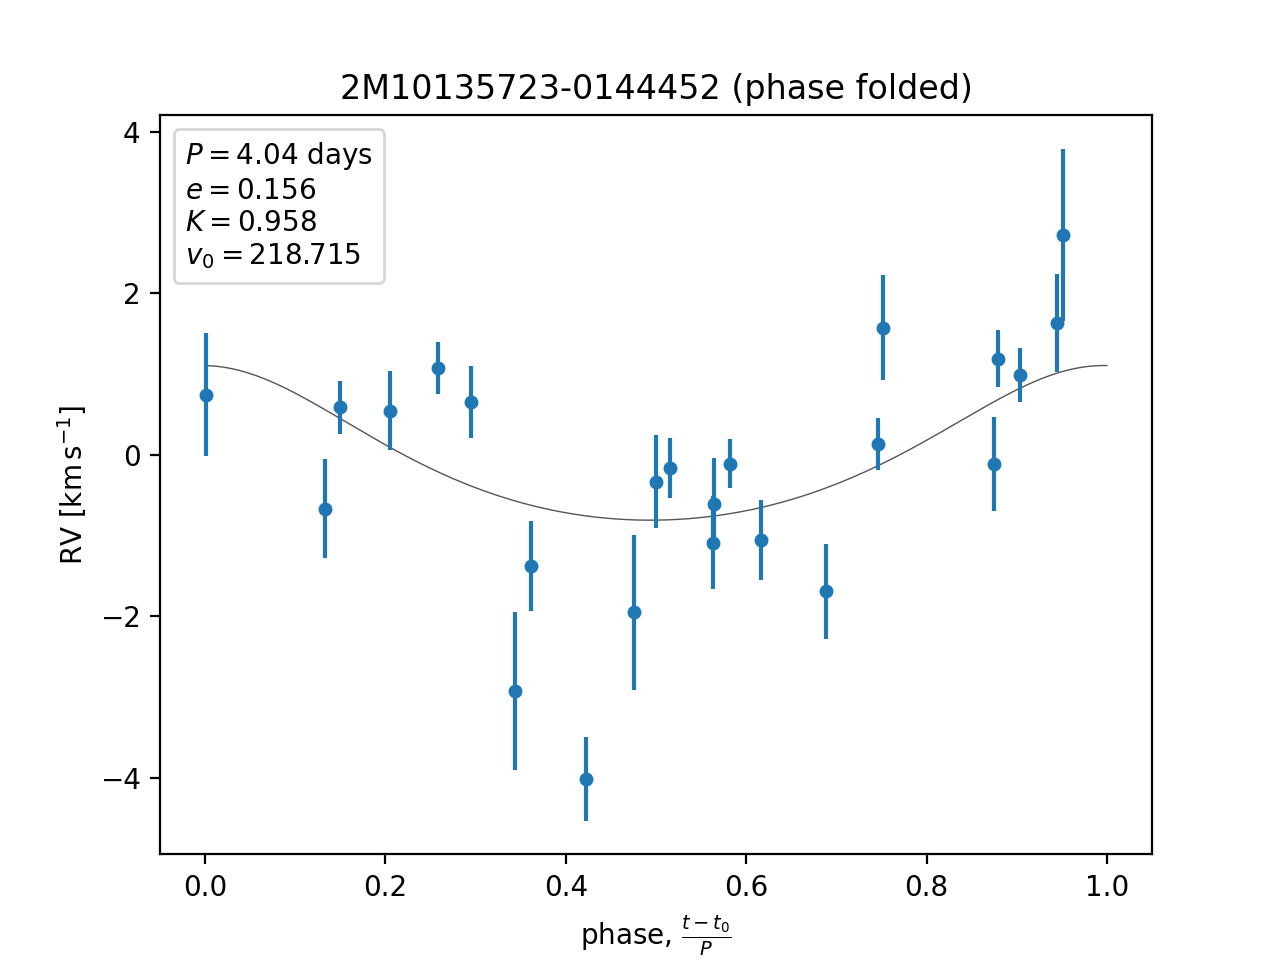 2M10135723-0144452 (phase folded)
P = 4.04 days
e = 0.156
K = 0.958
v₀ = 218.715
RV [km s⁻¹]
4
2
0
−2
−4
0.0 0.2 0.4 0.6 0.8 1.0
phase, (t − t₀)/P